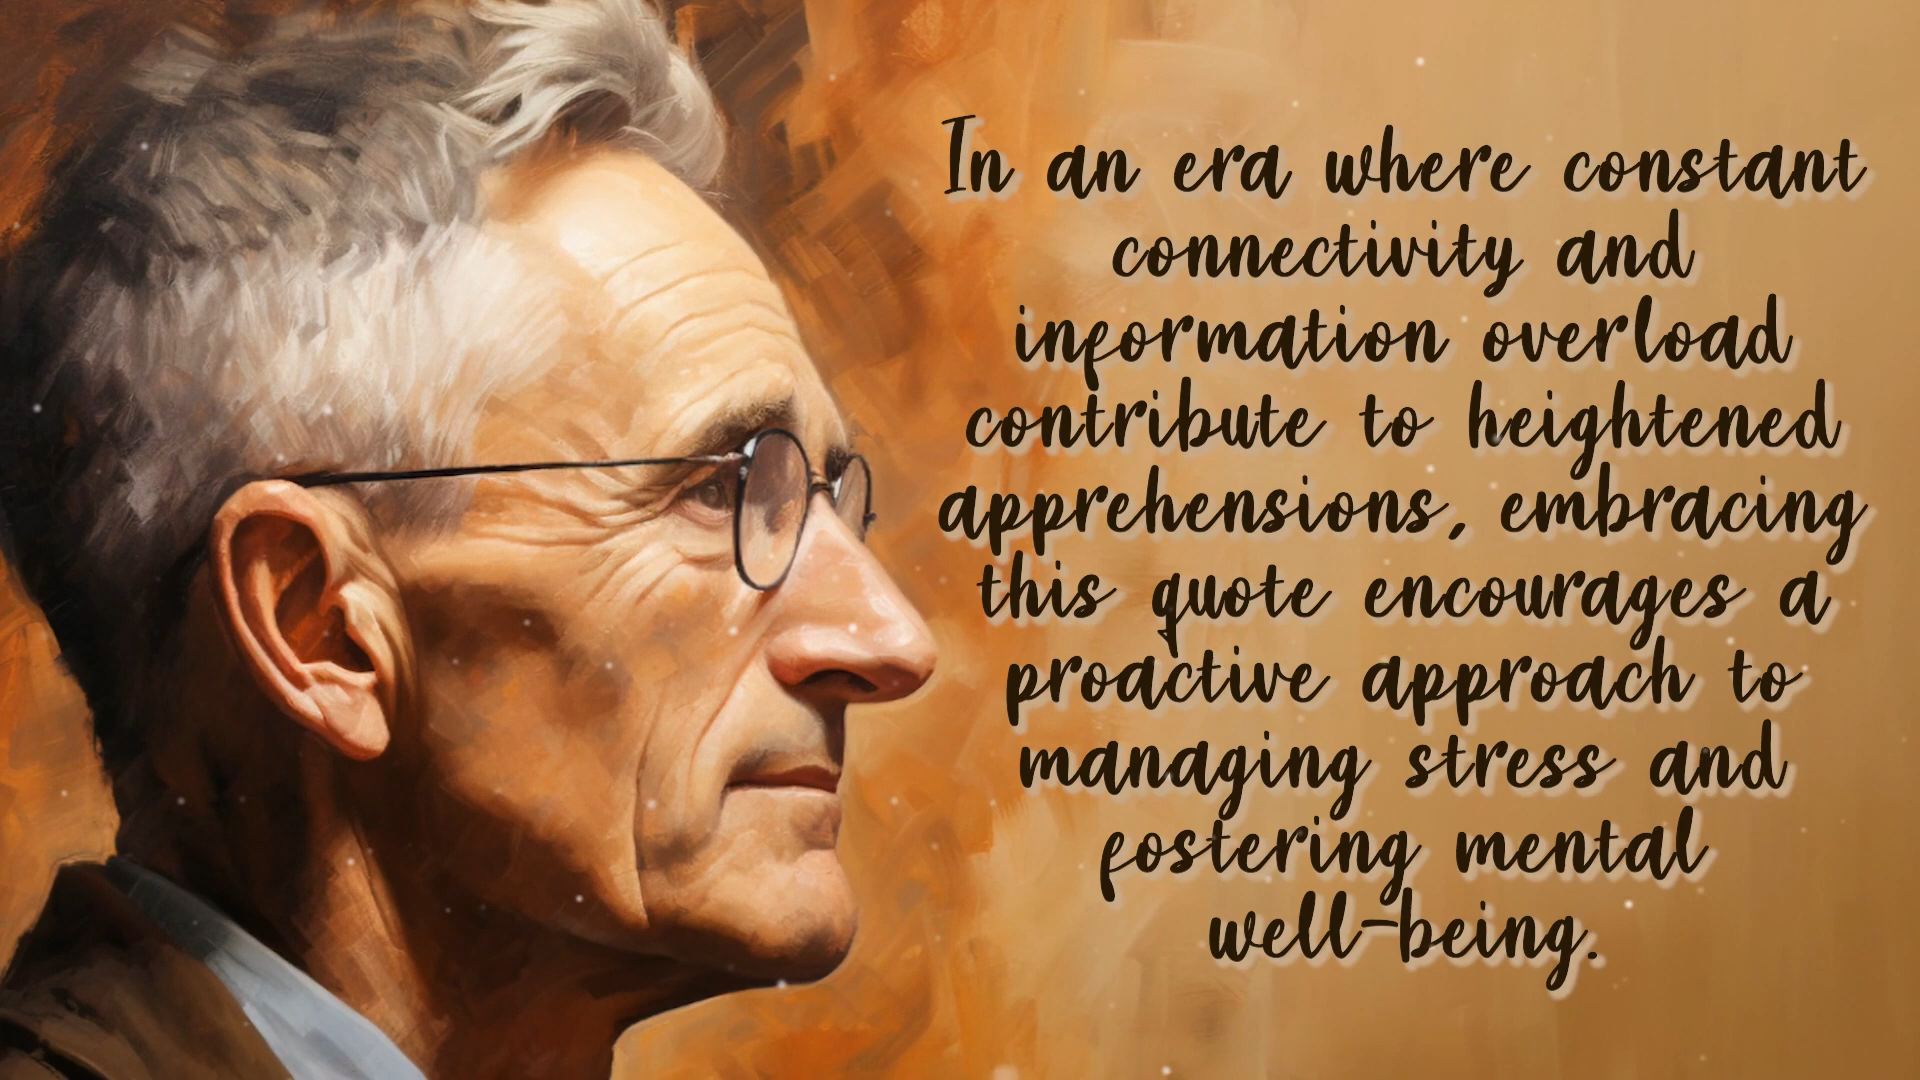 In an era where constant
connectivity and
information overload
contribute to heightened
apprehensions, embracing
this quote encourages a
proactive approach to
managing stress and
fostering mental
well-being.